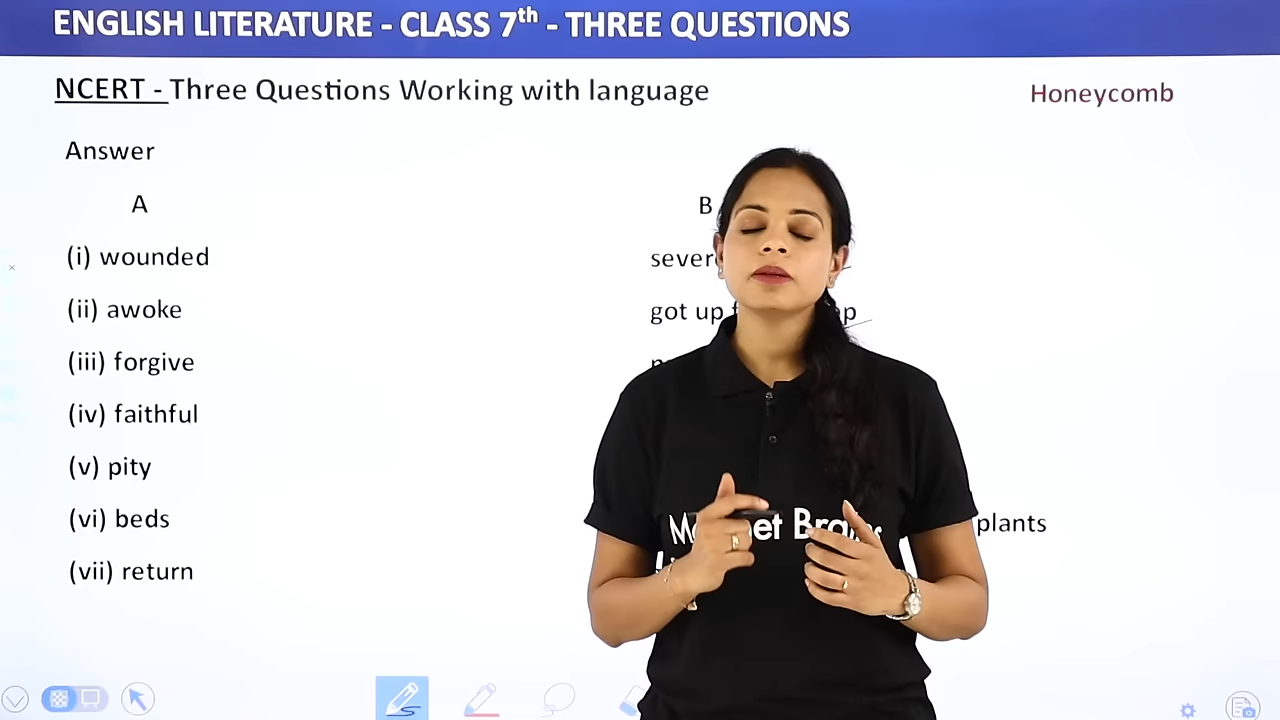 ENGLISH LITERATURE - CLASS 7th - THREE QUESTIONS
NCERT - Three Questions Working with language
Honeycomb
Answer
A
B
(i) wounded
(ii) awoke
got up
(iii) forgive
(iv) faithful
(v) pity
(vi) beds
plants
(vii) return